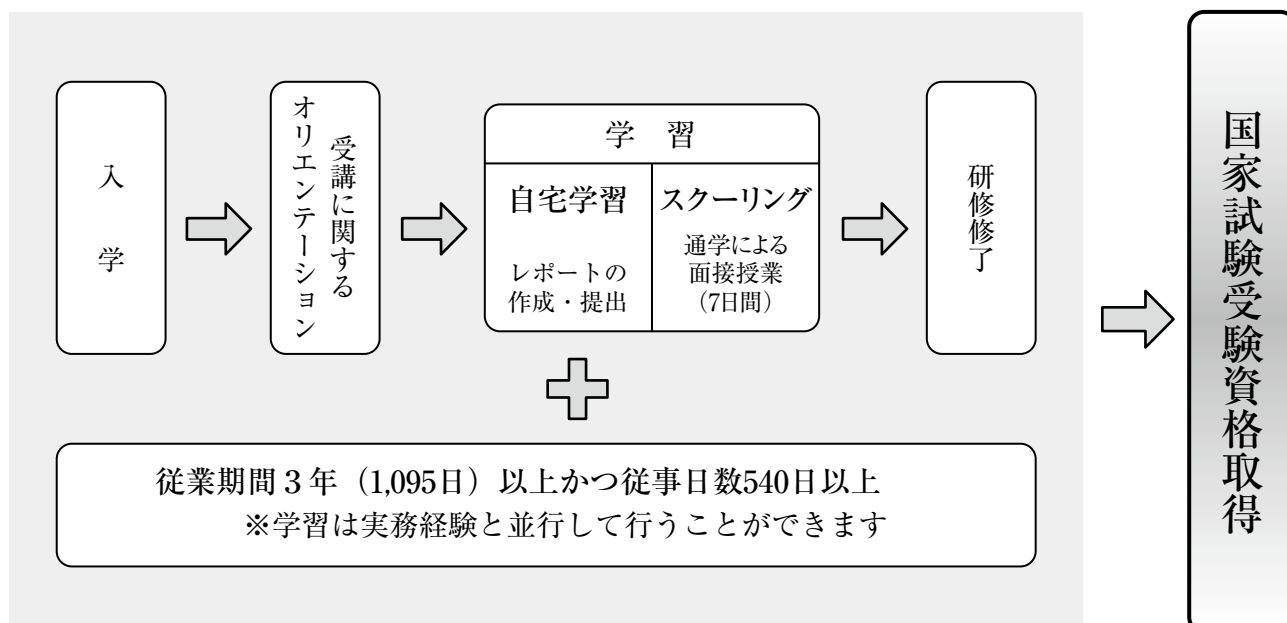 入学
受講に関する
オリエンテーション
学習
自宅学習
レポートの
作成・提出
スクーリング
通学による
面接授業
（7日間）
研修修了
従業期間３年（1,095日）以上かつ従事日数540日以上
※学習は実務経験と並行して行うことができます
国家試験受験資格取得